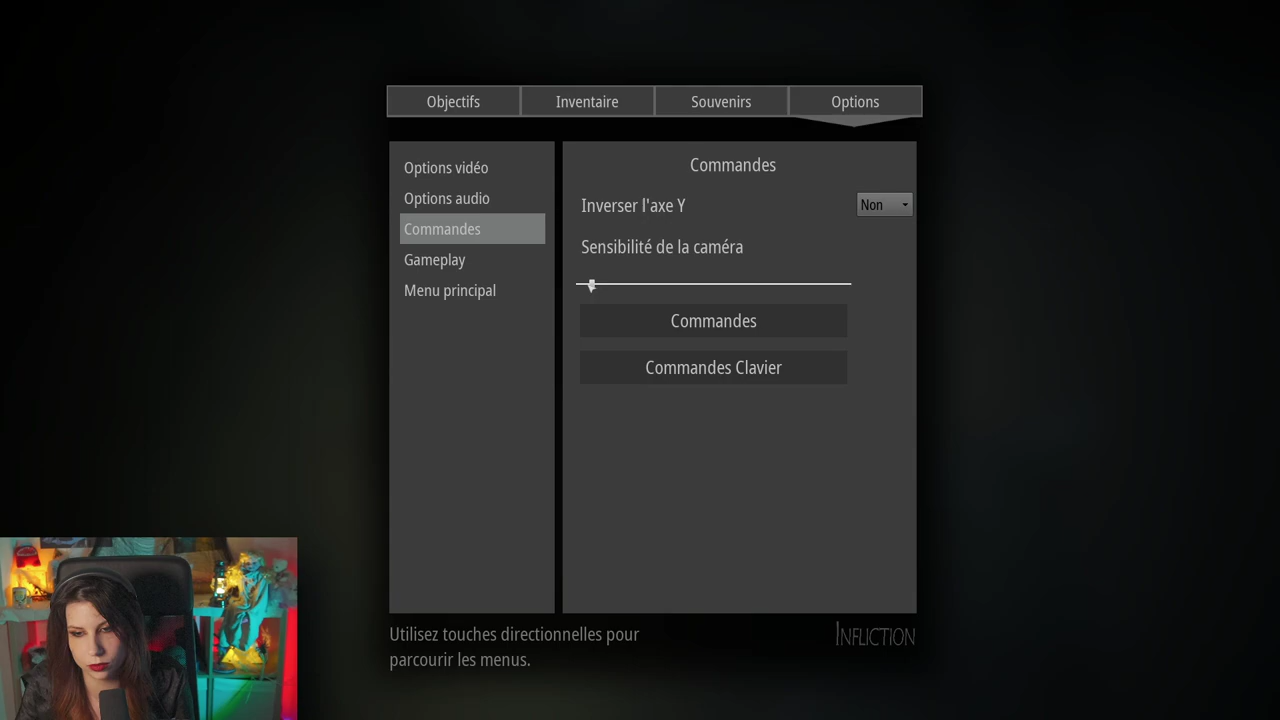 Objectifs
Inventaire
Souvenirs
Options
Options vidéo
Options audio
Commandes
Gameplay
Menu principal
Commandes
Inverser l'axe Y
Non
Sensibilité de la caméra
Commandes
Commandes Clavier
Utilisez touches directionnelles pour
parcourir les menus.
INFLICTION